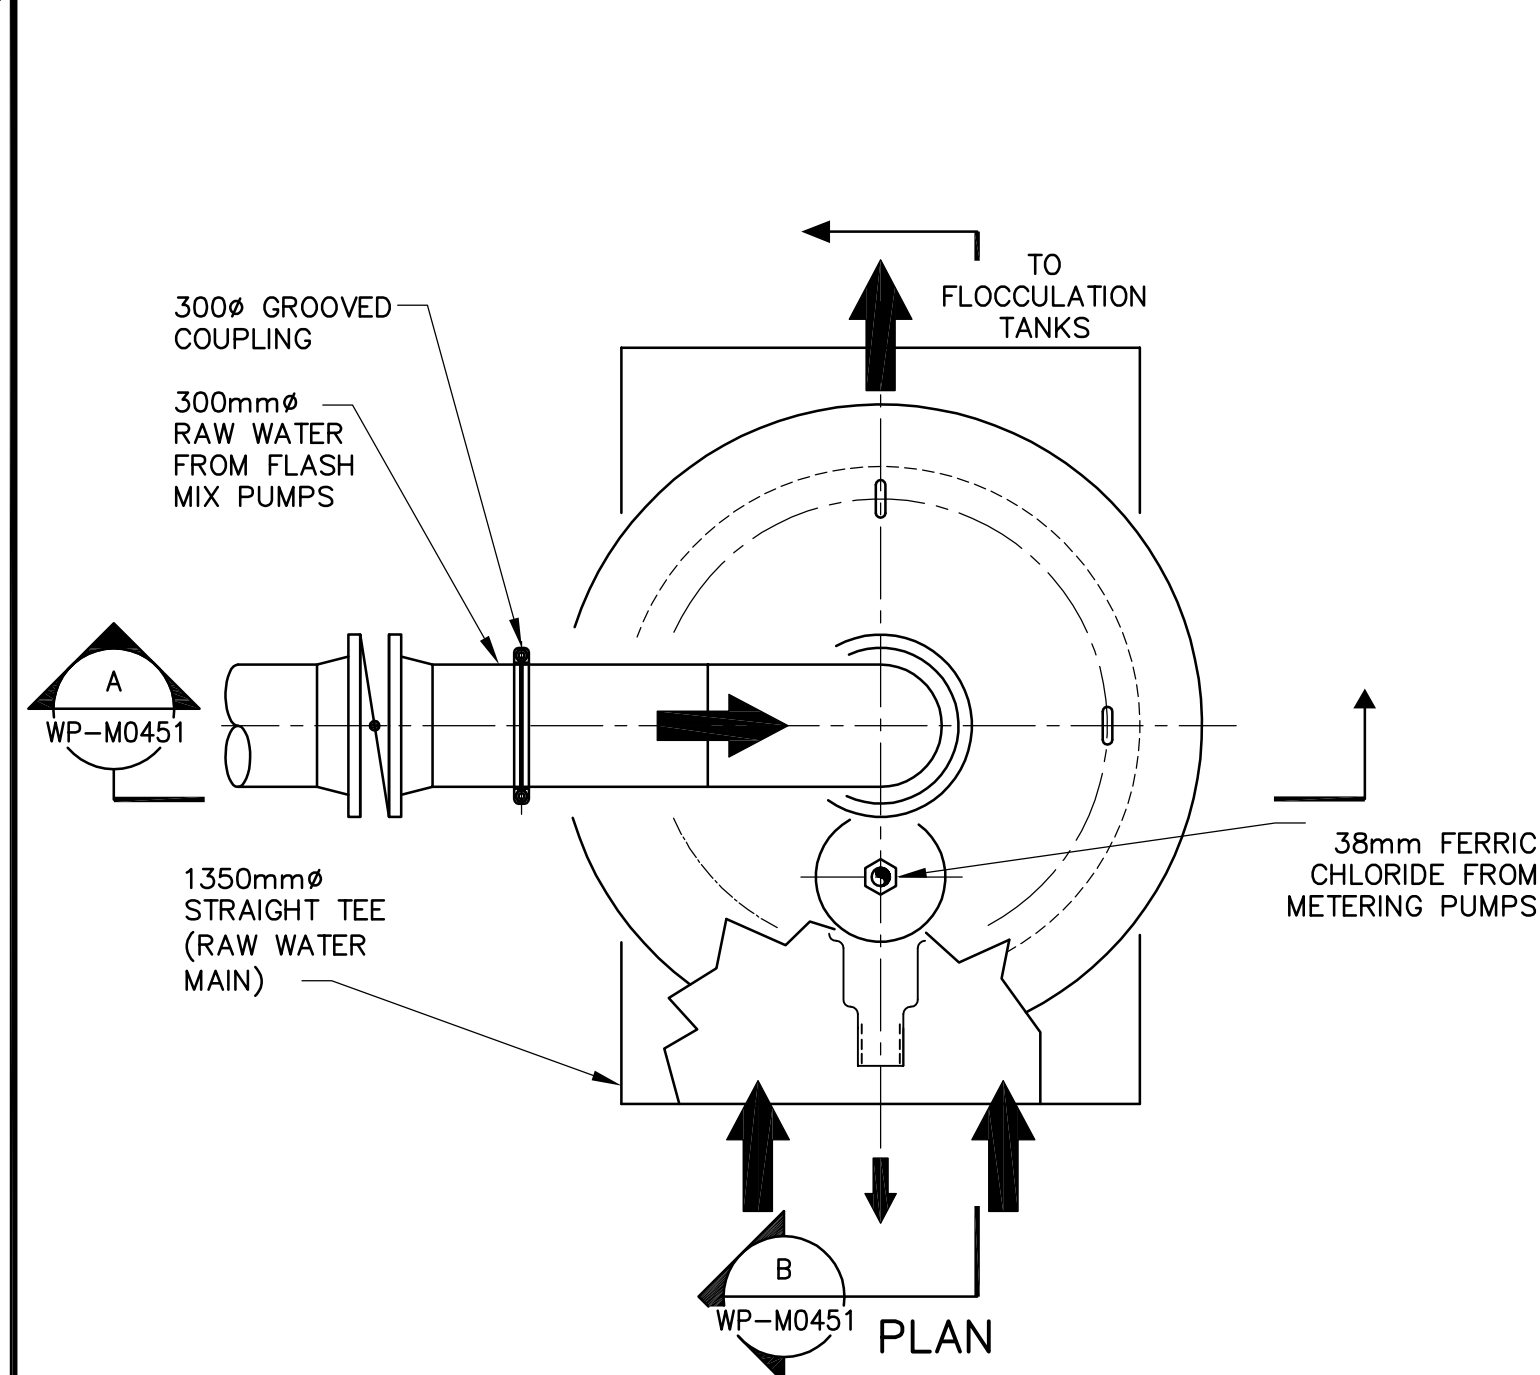 TO
FLOCCULATION
TANKS
300ø GROOVED
COUPLING
300mmø
RAW WATER
FROM FLASH
MIX PUMPS
A
WP-M0451
38mm FERRIC
CHLORIDE FROM
METERING PUMPS
1350mmø
STRAIGHT TEE
(RAW WATER
MAIN)
B
WP-M0451
PLAN